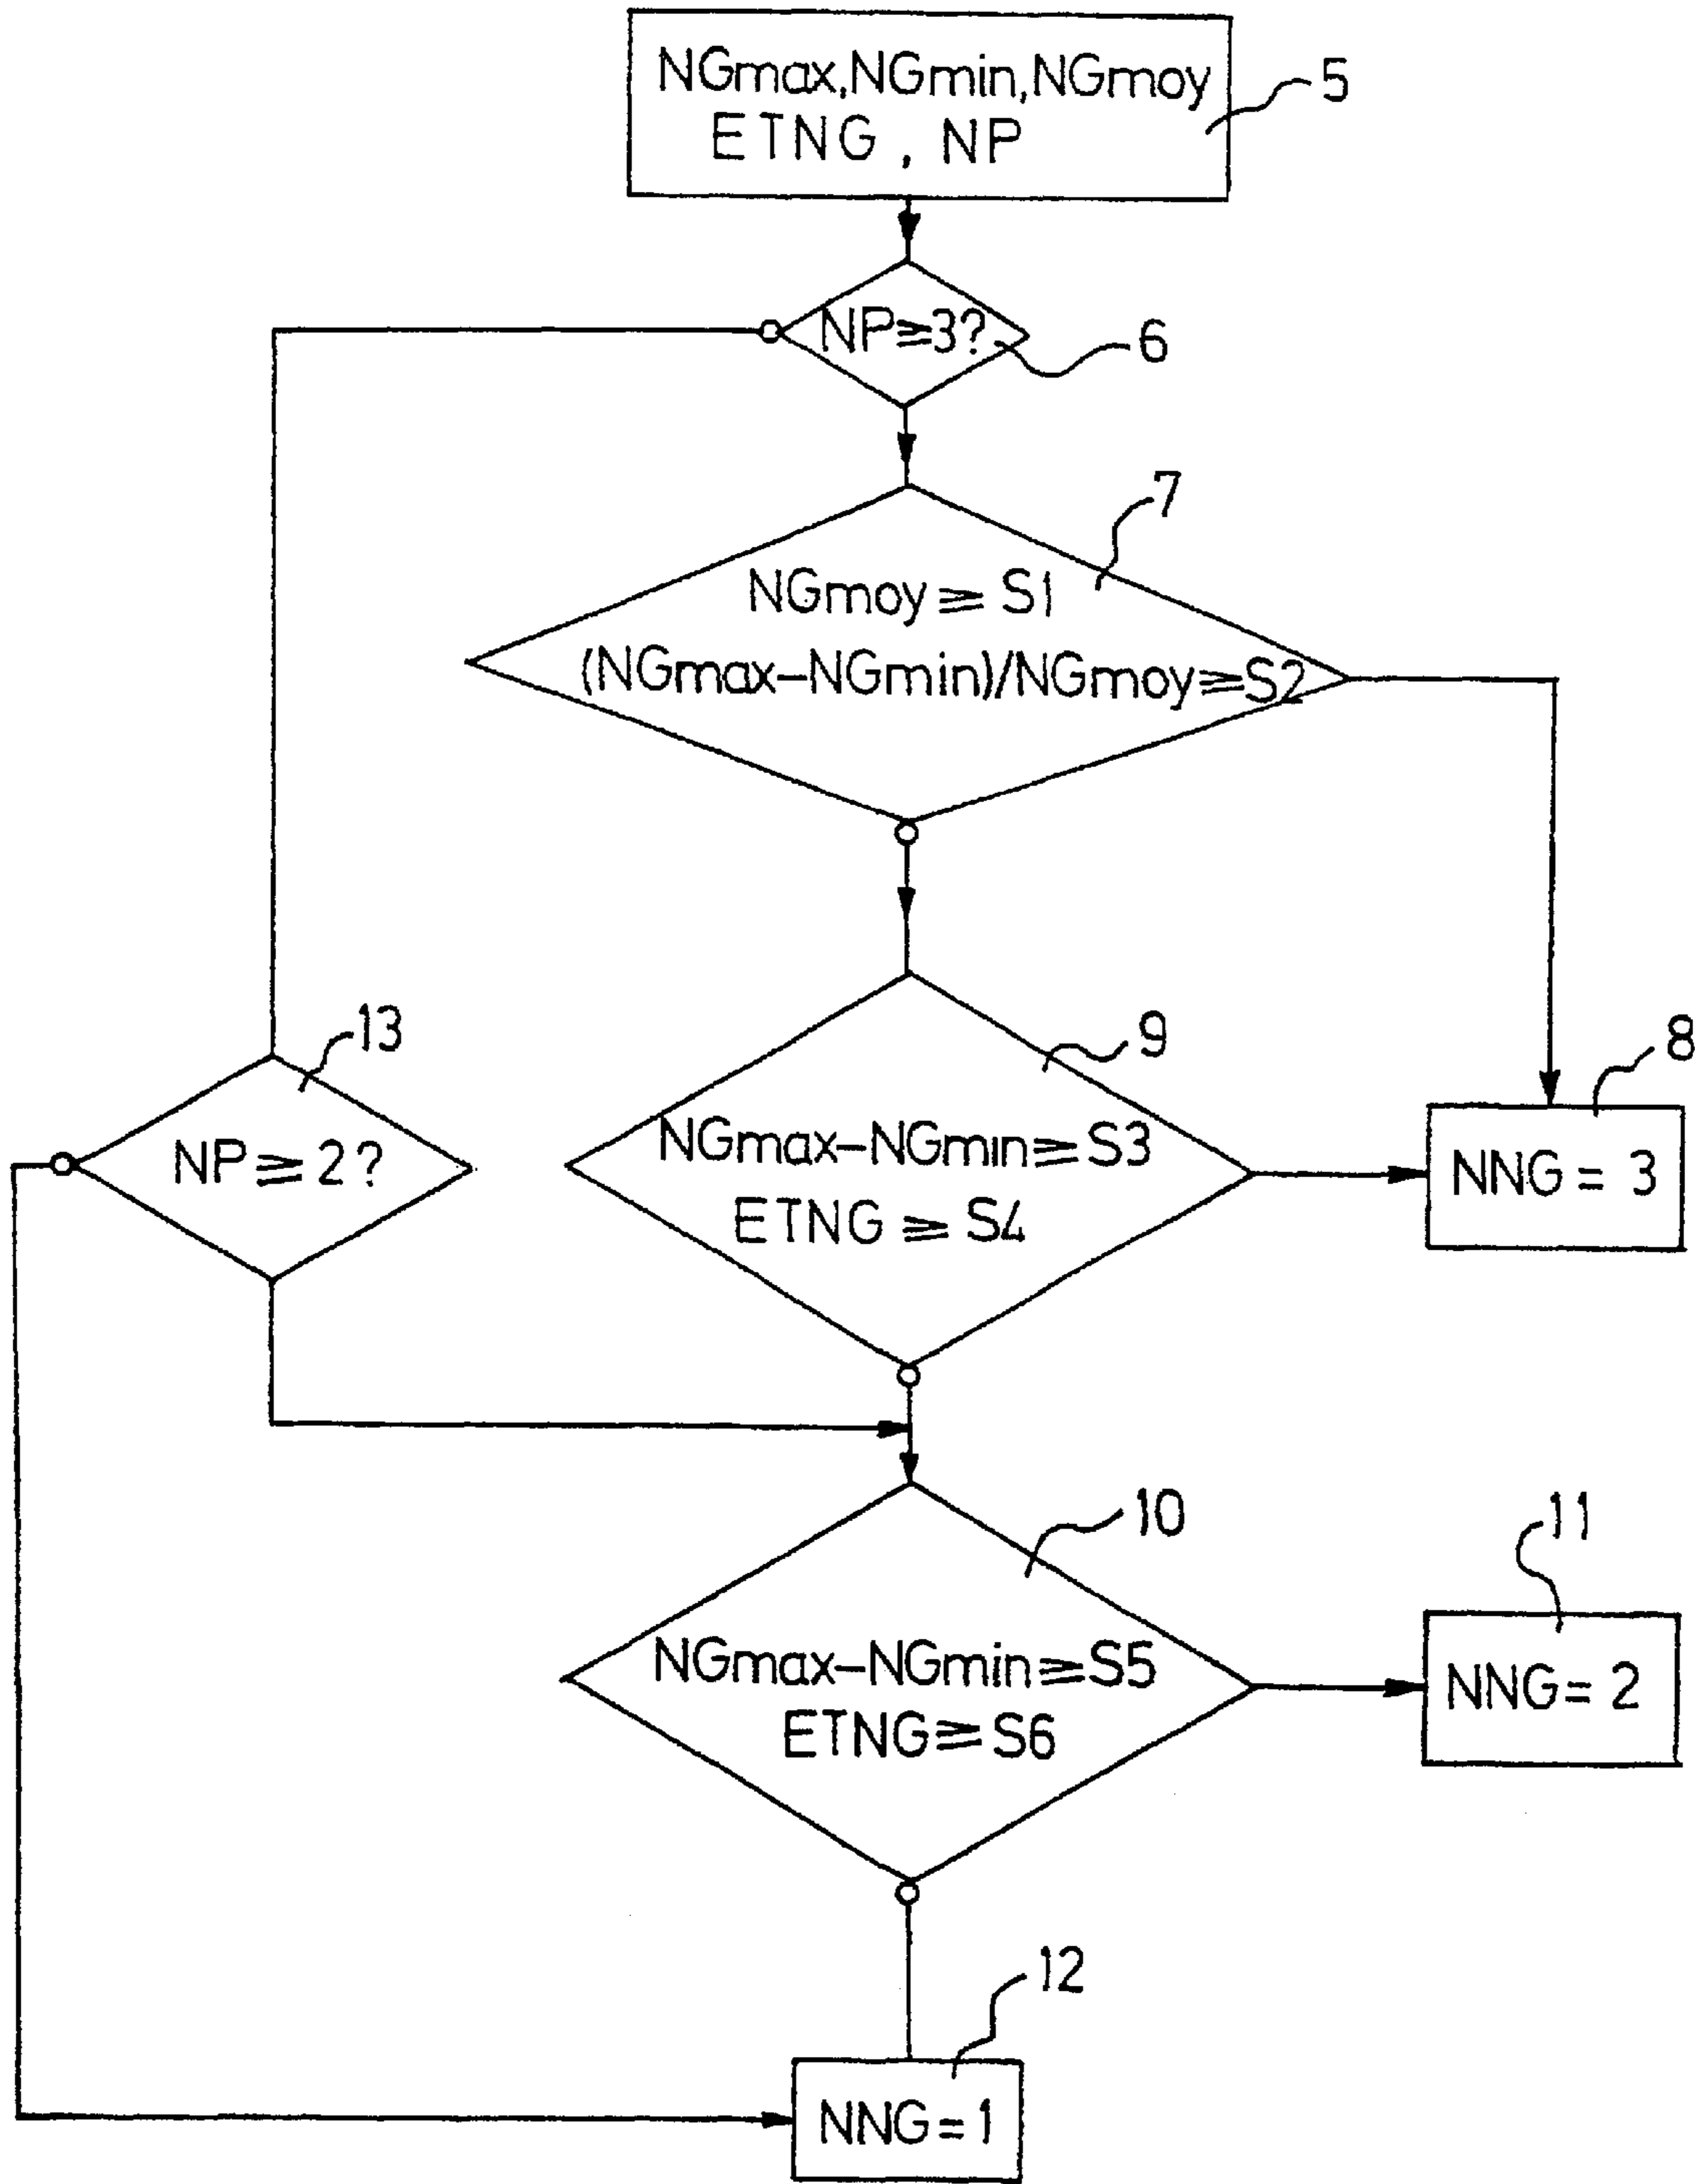 NGmax,NGmin,NGmoy
ETNG , NP
5
NP≥3?
6
7
NGmoy ≥ S1
(NGmax-NGmin)/NGmoy≥S2
13
9
8
NP ≥ 2?
NGmax-NGmin≥S3
ETNG ≥ S4
NNG = 3
10
11
NGmax-NGmin≥S5
ETNG≥S6
NNG = 2
12
NNG = 1